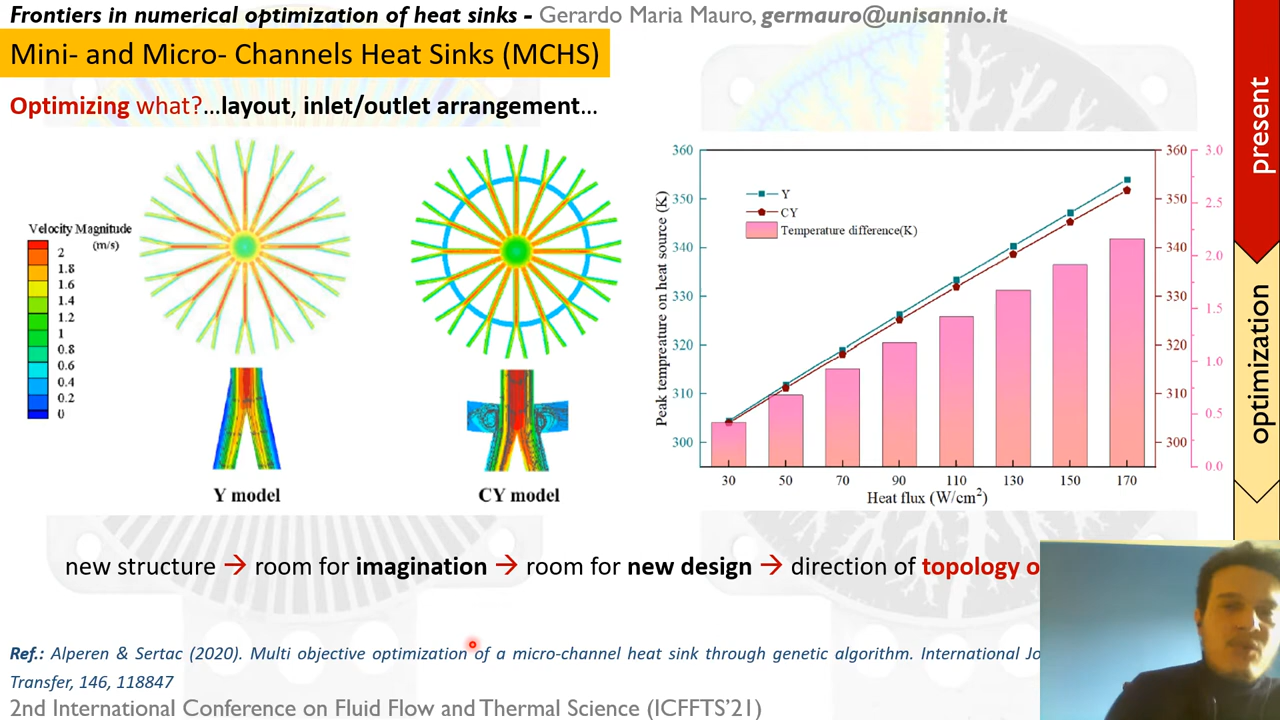 Frontiers in numerical optimization of heat sinks - Gerardo Maria Mauro, germauro@unisannio.it
Mini- and Micro- Channels Heat Sinks (MCHS)
Optimizing what?...layout, inlet/outlet arrangement...
Velocity Magnitude
(m/s)
2
1.8
1.6
1.4
1.2
1
0.8
0.6
0.4
0.2
0
Y model
CY model
Peak tempreature on heat source (K)
360
350
340
330
320
310
300
Y
CY
Temperature difference(K)
360
350
340
330
320
310
300
3.0
2.5
2.0
1.5
1.0
0.5
0.0
30 50 70 90 110 130 150 170
Heat flux (W/cm²)
present
optimization
new structure → room for imagination → room for new design → direction of topology o
Ref.: Alperen & Sertac (2020). Multi objective optimization of a micro-channel heat sink through genetic algorithm. International Jo
Transfer, 146, 118847
2nd International Conference on Fluid Flow and Thermal Science (ICFFTS'21)